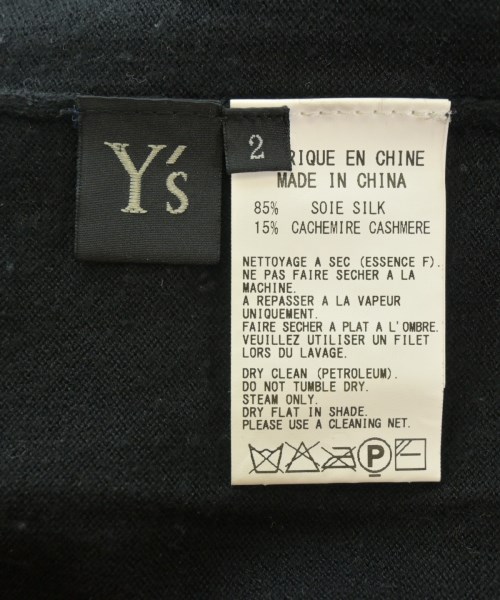 Y's
2
RIQUE EN CHINE
MADE IN CHINA
85% SOIE SILK
15% CACHEMIRE CASHMERE
NETTOYAGE A SEC (ESSENCE F).
NE PAS FAIRE SECHER A LA
MACHINE.
A REPASSER A LA VAPEUR
UNIQUEMENT.
FAIRE SECHER A PLAT A L'OMBRE.
VEUILLEZ UTILISER UN FILET
LORS DU LAVAGE.
DRY CLEAN (PETROLEUM).
DO NOT TUMBLE DRY.
STEAM ONLY.
DRY FLAT IN SHADE.
PLEASE USE A CLEANING NET.
P